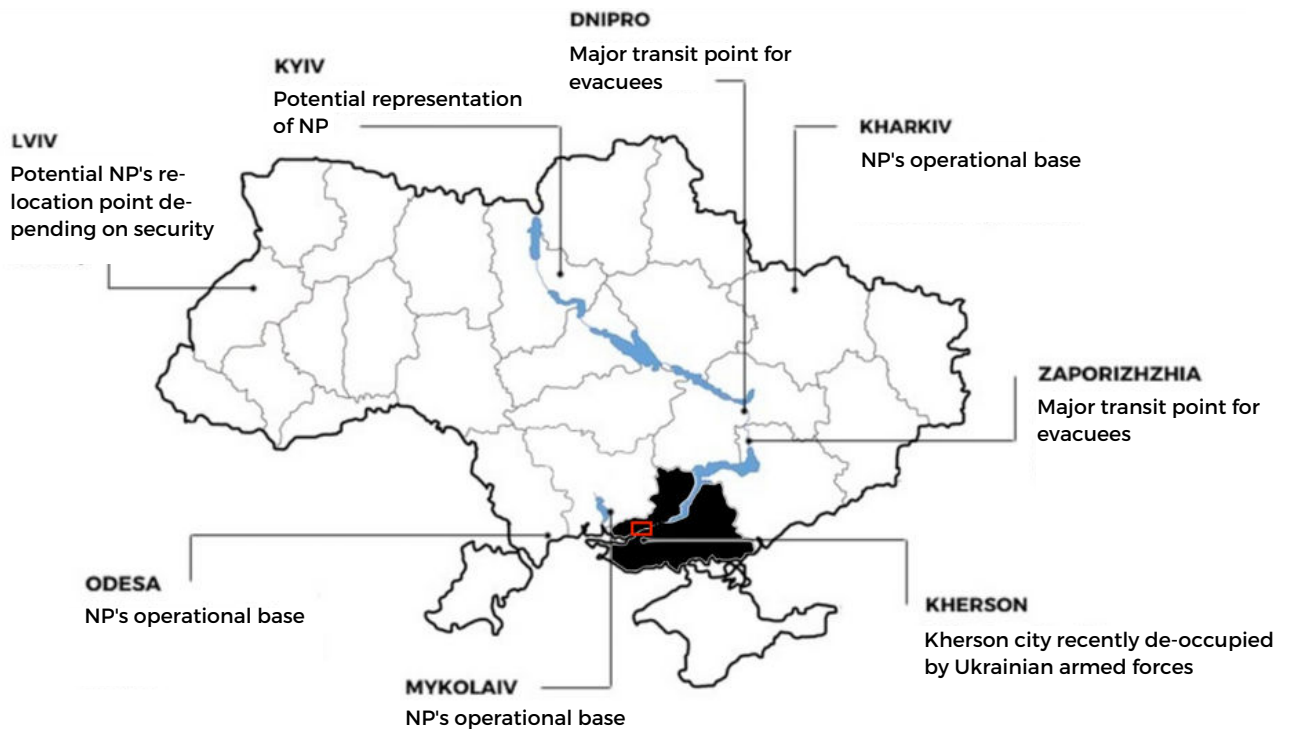 DNIPRO
Major transit point for
evacuees
KYIV
Potential representation
of NP
KHARKIV
NP's operational base
LVIV
Potential NP's re-
location point de-
pending on security
ZAPORIZHZHIA
Major transit point for
evacuees
ODESA
NP's operational base
KHERSON
Kherson city recently de-occupied
by Ukrainian armed forces
MYKOLAIV
NP's operational base